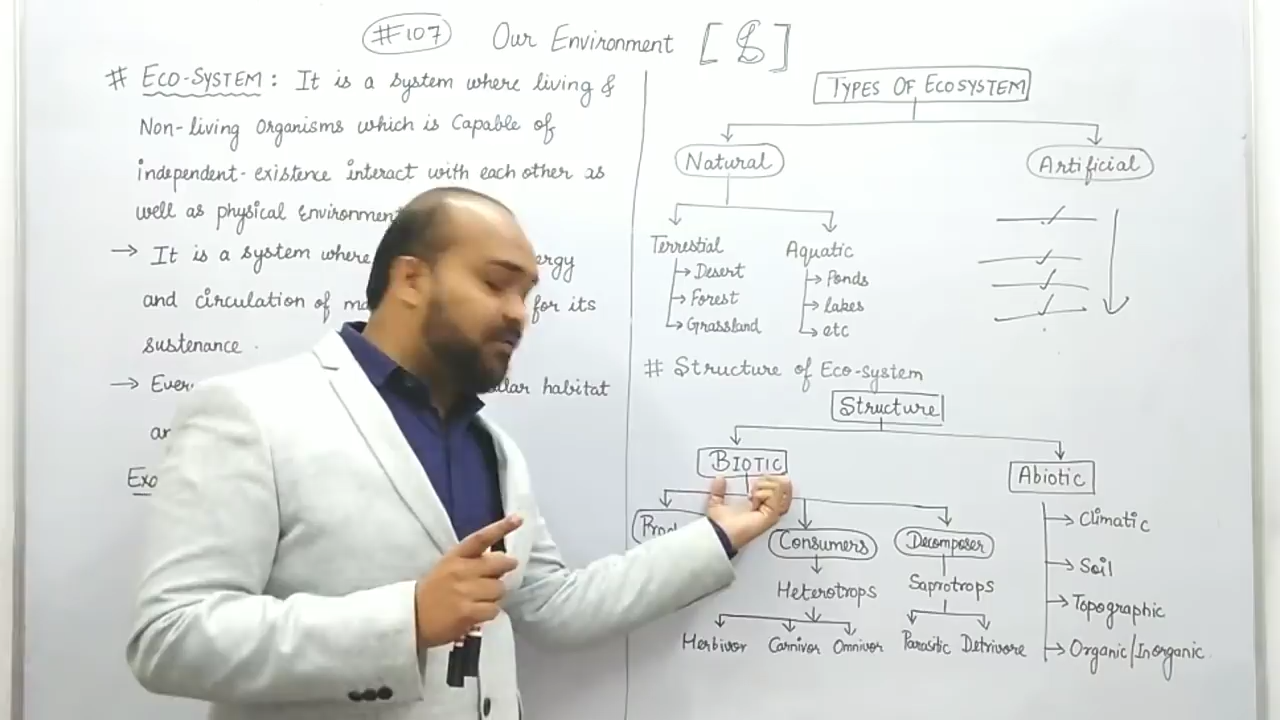 #107 Our Environment [ ]
# ECO-SYSTEM : It is a system where living &
Non-living organisms which is Capable of
independent-existence interact with each other as
well as physical Environment
→ It is a system where
and circulation of for its
sustenance.
→ habitat
TYPES OF ECOSYSTEM
Natural Artificial
Terrestial Aquatic
→ Desert → Ponds
→ Forest → lakes
→ Grassland → etc
# Structure of Eco-system
Structure
BIOTIC Abiotic
Consumers Decomposer → Climatic
Heterotrops Saprotrops → Soil
→ Topographic
Herbivor Carnivor Omnivor Parasitic Detrivore → Organic/Inorganic